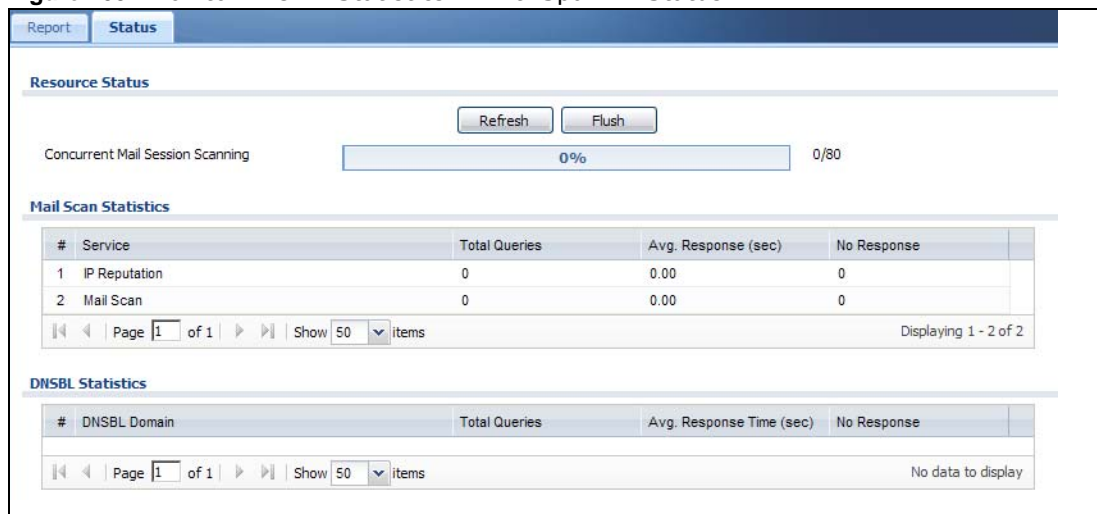 Report Status
Resource Status
Refresh Flush
Concurrent Mail Session Scanning 0% 0/80
Mail Scan Statistics
# Service Total Queries Avg. Response (sec) No Response
1 IP Reputation 0 0.00 0
2 Mail Scan 0 0.00 0
Page 1 of 1 Show 50 items Displaying 1 - 2 of 2
DNSBL Statistics
# DNSBL Domain Total Queries Avg. Response Time (sec) No Response
Page 1 of 1 Show 50 items No data to display